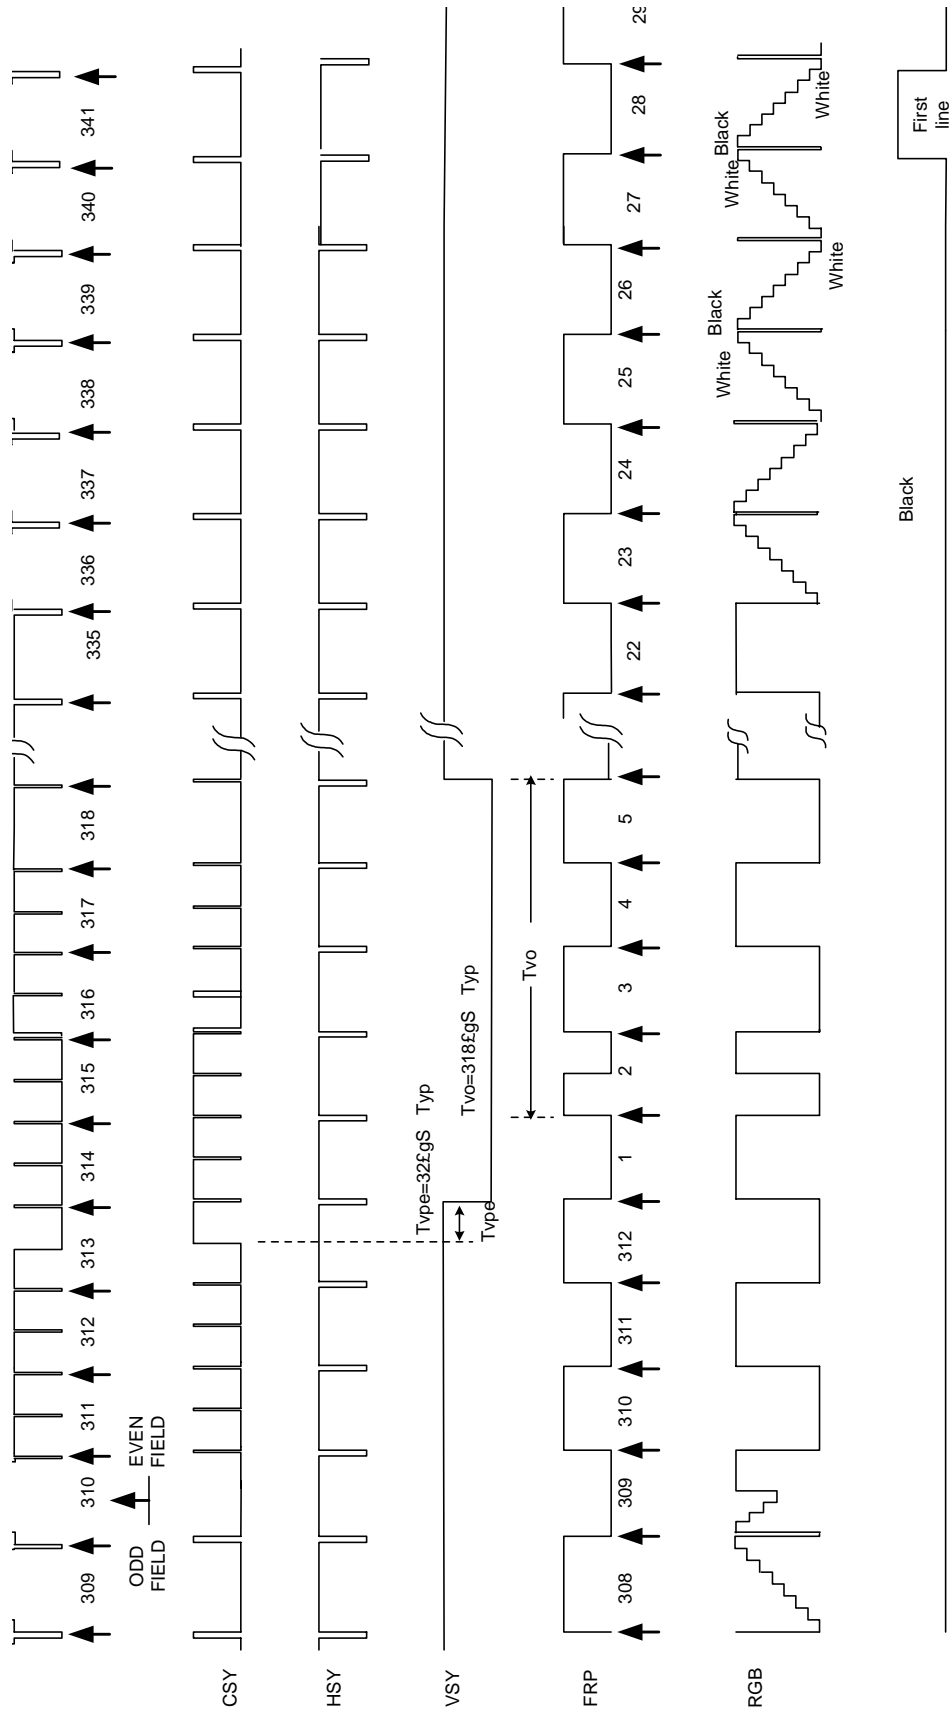 309
310
311
312
313
314
315
316
317
318
335
336
337
338
339
340
341
ODD
FIELD
EVEN
FIELD
CSY
HSY
VSY
Tvpe=32£gS Typ
Tvo=318£gS Typ
Tvpe
Tvo
FRP
308
309
310
311
312
1
2
3
4
5
22
23
24
25
26
27
28
29
RGB
White
Black
White
White
Black
White
Black
First
line